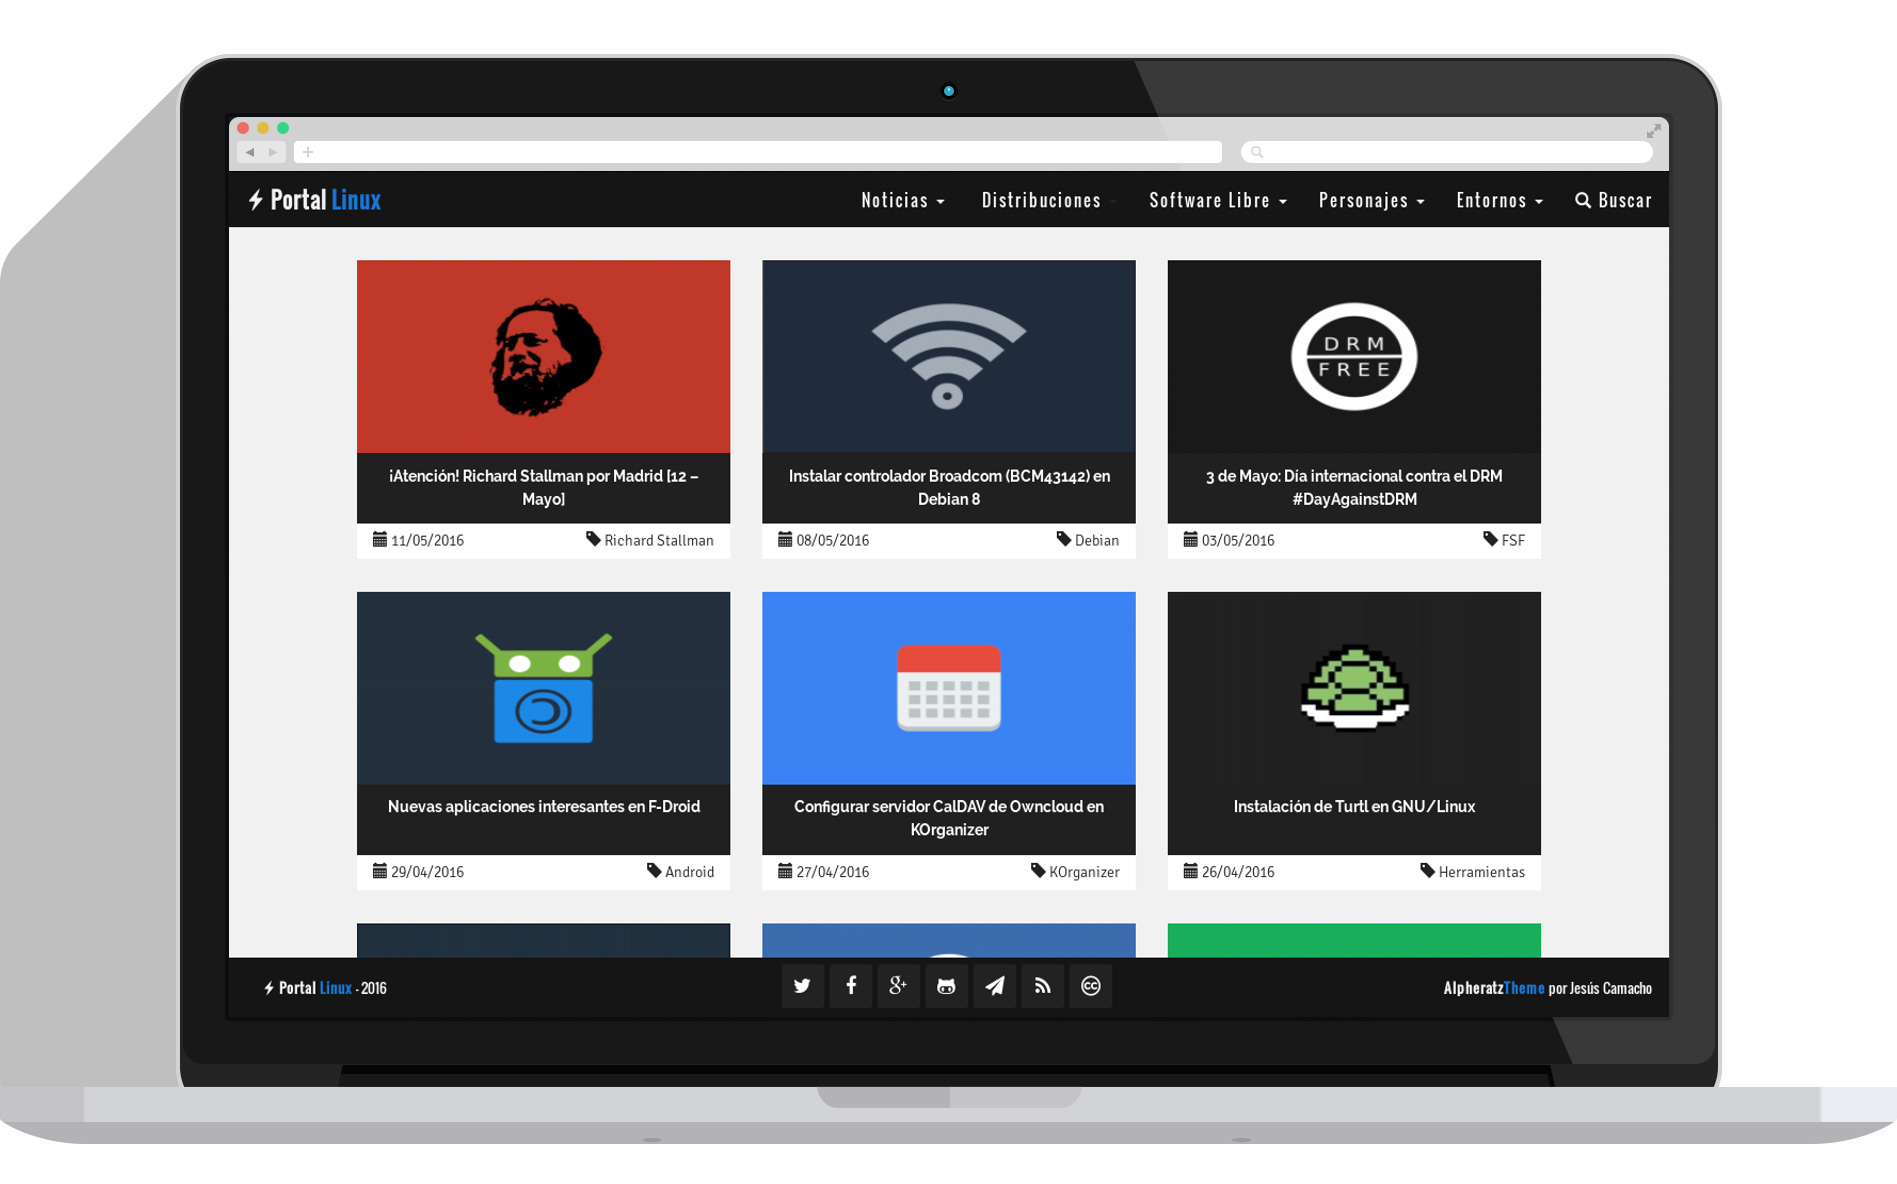 Portal Linux
Noticias Distribuciones Software Libre Personajes Entornos Buscar
DRM
FREE
¡Atención! Richard Stallman por Madrid [12 –
Mayo]
11/05/2016 Richard Stallman
Instalar controlador Broadcom (BCM43142) en
Debian 8
08/05/2016 Debian
3 de Mayo: Día internacional contra el DRM
#DayAgainstDRM
03/05/2016 FSF
Nuevas aplicaciones interesantes en F-Droid
29/04/2016 Android
Configurar servidor CalDAV de Owncloud en
KOrganizer
27/04/2016 KOrganizer
Instalación de Turtl en GNU/Linux
26/04/2016 Herramientas
Portal Linux - 2016
AlpheratzTheme por Jesús Camacho